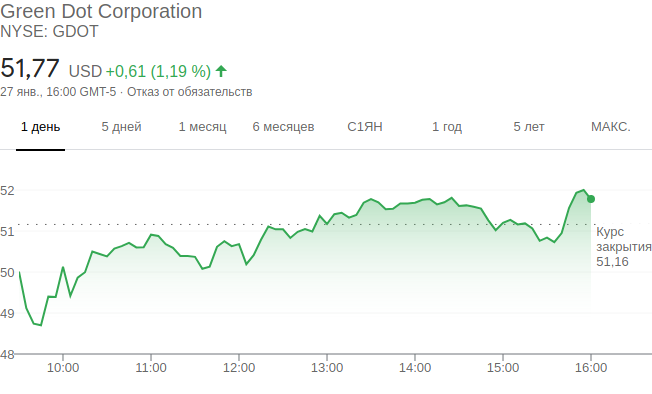 Green Dot Corporation
NYSE: GDOT
51,77 USD +0,61 (1,19 %)
27 янв., 16:00 GMT-5 · Отказ от обязательств
1 день 5 дней 1 месяц 6 месяцев С1ЯН 1 год 5 лет МАКС.
52
51
50
49
48
Курс
закрытия
51,16
10:00 11:00 12:00 13:00 14:00 15:00 16:00